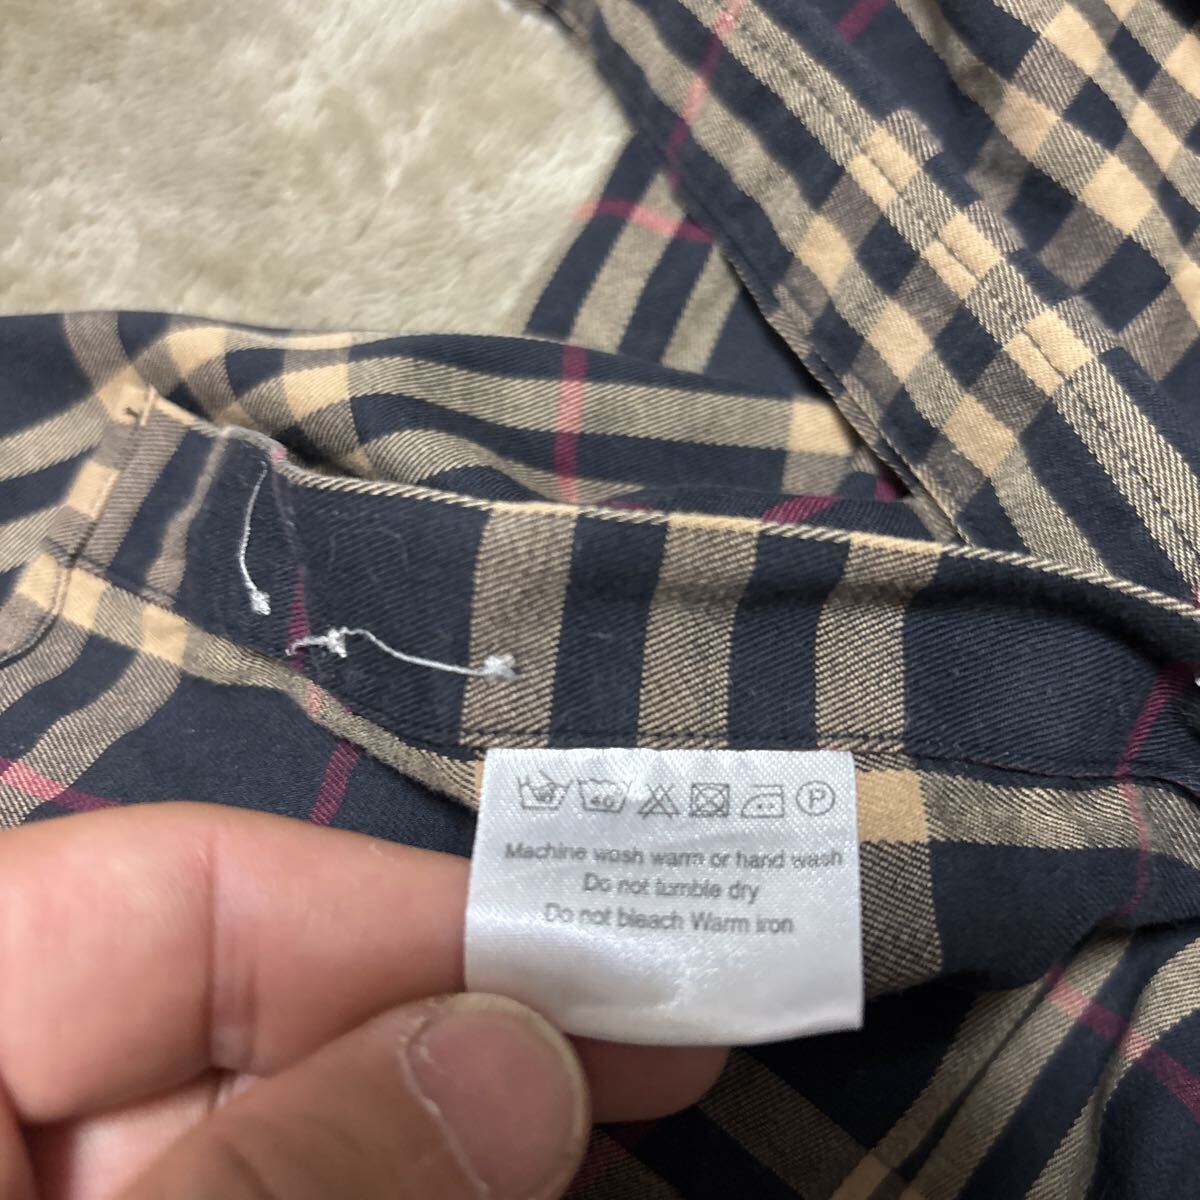 40
P
Machine wash warm or hand wash
Do not tumble dry
Do not bleach Warm iron